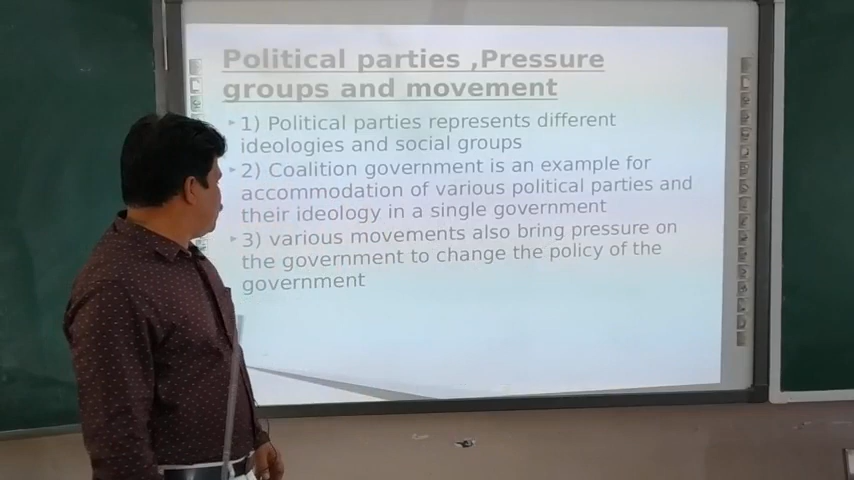 Political parties ,Pressure
groups and movement
1) Political parties represents different
ideologies and social groups
2) Coalition government is an example for
accommodation of various political parties and
their ideology in a single government
3) various movements also bring pressure on
the government to change the policy of the
government